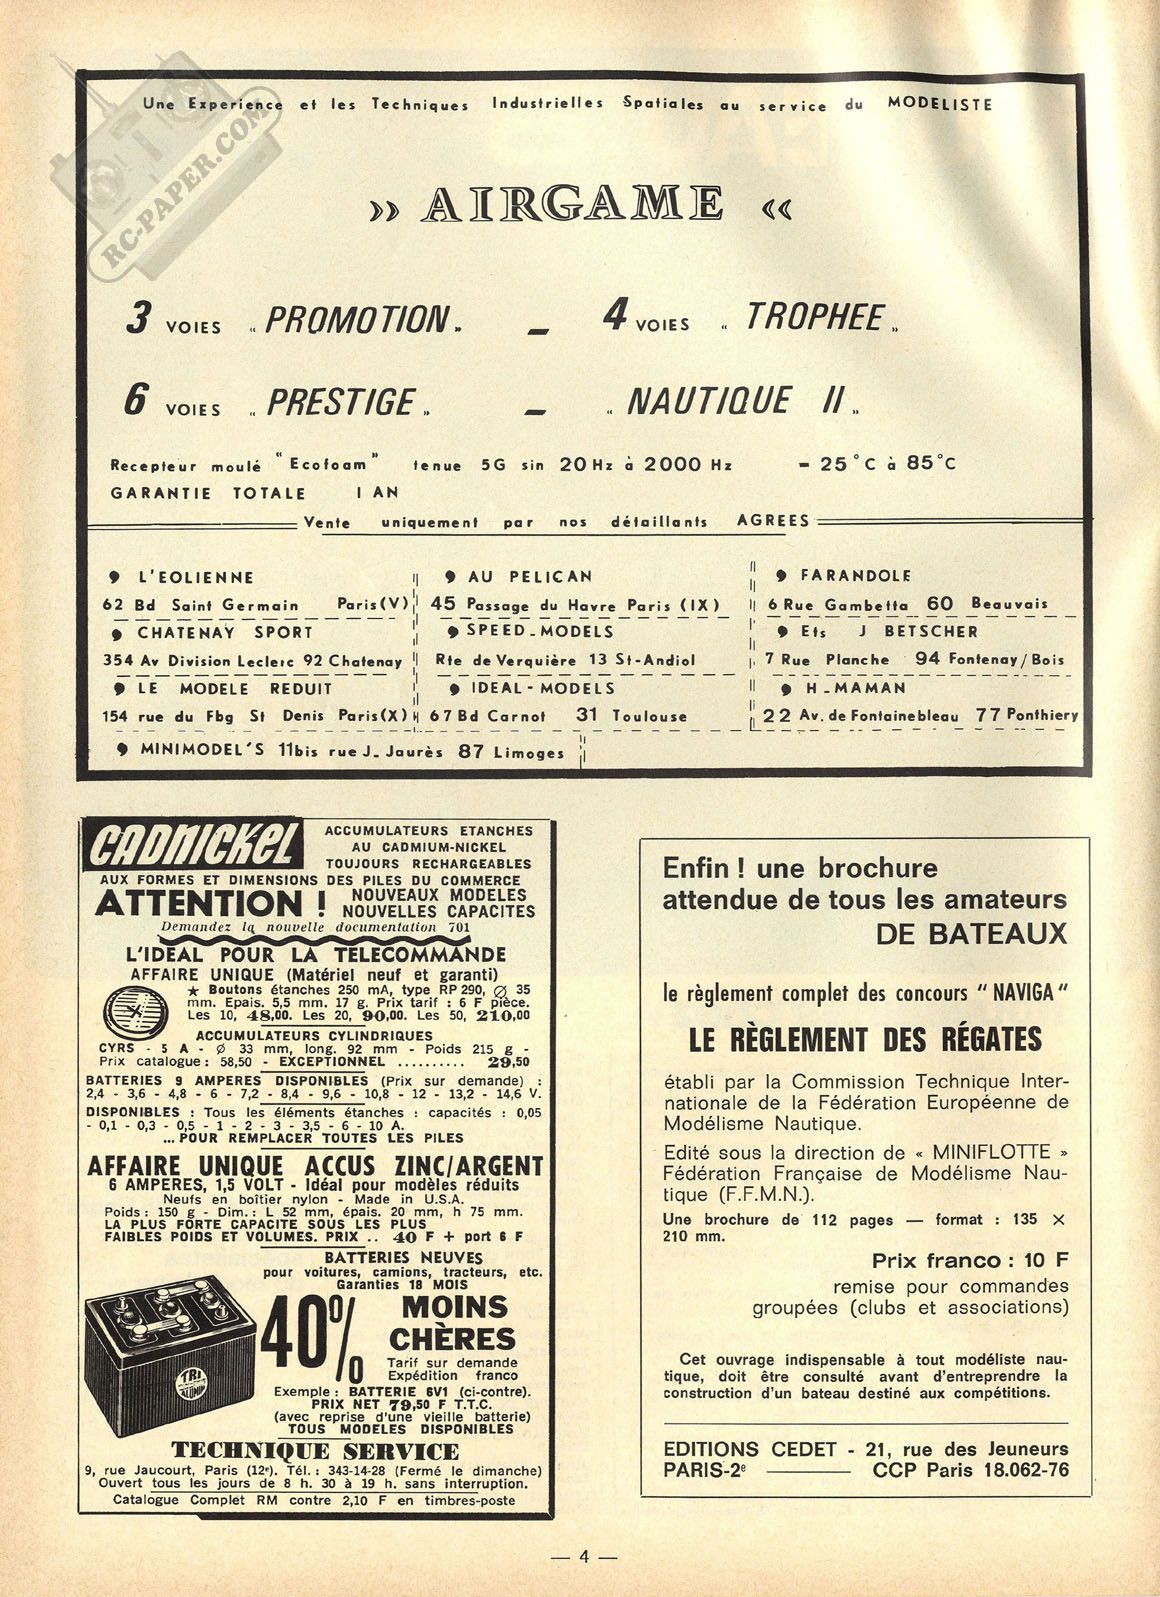 RC-PAPER.COM
Une Experience et les Techniques Industrielles Spatiales au service du MODELISTE
» AIRGAME «
3 VOIES „ PROMOTION „ – 4 VOIES „ TROPHEE „
6 VOIES „ PRESTIGE „ – „ NAUTIQUE II „
Recepteur moulé "Ecofoam" tenue 5G sin 20Hz à 2000 Hz – 25°C à 85°C
GARANTIE TOTALE 1 AN
Vente uniquement par nos détaillants AGREES
L'EOLIENNE
62 Bd Saint Germain Paris(V)
AU PELICAN
45 Passage du Havre Paris (IX)
FARANDOLE
6 Rue Gambetta 60 Beauvais
CHATENAY SPORT
354 Av Division Leclerc 92 Chatenay
SPEED-MODELS
Rte de Verquière 13 St-Andiol
Ets J BETSCHER
7 Rue Planche 94 Fontenay/Bois
LE MODELE REDUIT
154 rue du Fbg St Denis Paris(X)
IDEAL-MODELS
67 Bd Carnot 31 Toulouse
H-MAMAN
22 Av. de Fontainebleau 77 Ponthiery
MINIMODEL'S 11bis rue J. Jaurès 87 Limoges
CADNICKEL
ACCUMULATEURS ETANCHES
AU CADMIUM-NICKEL
TOUJOURS RECHARGEABLES
AUX FORMES ET DIMENSIONS DES PILES DU COMMERCE
ATTENTION !
NOUVEAUX MODELES
NOUVELLES CAPACITES
Demandez la nouvelle documentation 701
L'IDEAL POUR LA TELECOMMANDE
AFFAIRE UNIQUE (Matériel neuf et garanti)
★ Boutons étanches 250 mA, type RP 290, ∅ 35
mm. Epais. 5,5 mm. 17 g. Prix tarif : 6 F pièce.
Les 10, 48,00. Les 20, 90,00. Les 50, 210,00
ACCUMULATEURS CYLINDRIQUES
CYRS - 5 A - ∅ 33 mm, long. 92 mm - Poids 215 g -
Prix catalogue : 58,50 - EXCEPTIONNEL .......... 29,50
BATTERIES 9 AMPERES DISPONIBLES (Prix sur demande) :
2,4 - 3,6 - 4,8 - 6 - 7,2 - 8,4 - 9,6 - 10,8 - 12 - 13,2 - 14,6 V.
DISPONIBLES : Tous les éléments étanches : capacités : 0,05
- 0,1 - 0,3 - 0,5 - 1 - 2 - 3 - 3,5 - 6 - 10 A.
...POUR REMPLACER TOUTES LES PILES
AFFAIRE UNIQUE ACCUS ZINC/ARGENT
6 AMPERES, 1,5 VOLT - Idéal pour modèles réduits
Neufs en boîtier nylon - Made in U.S.A.
Poids : 150 g - Dim. : L 52 mm, épais. 20 mm, h 75 mm.
LA PLUS FORTE CAPACITE SOUS LES PLUS
FAIBLES POIDS ET VOLUMES. PRIX .. 40 F + port 6 F
BATTERIES NEUVES
pour voitures, camions, tracteurs, etc.
Garanties 18 MOIS
40% MOINS
CHÈRES
Tarif sur demande
Expédition franco
Exemple : BATTERIE 6V1 (ci-contre).
PRIX NET 79,50 F T.T.C.
(avec reprise d'une vieille batterie)
TOUS MODELES DISPONIBLES
TRI
TECHNIQUE SERVICE
9, rue Jaucourt, Paris (12e). Tél. : 343-14-28 (Fermé le dimanche)
Ouvert tous les jours de 8 h. 30 à 19 h. sans interruption.
Catalogue Complet RM contre 2,10 F en timbres-poste
Enfin ! une brochure
attendue de tous les amateurs
DE BATEAUX
le règlement complet des concours "NAVIGA"
LE RÈGLEMENT DES RÉGATES
établi par la Commission Technique Inter-
nationale de la Fédération Européenne de
Modélisme Nautique.
Edité sous la direction de « MINIFLOTTE »
Fédération Française de Modélisme Nau-
tique (F.F.M.N.).
Une brochure de 112 pages — format : 135 ×
210 mm.
Prix franco : 10 F
remise pour commandes
groupées (clubs et associations)
Cet ouvrage indispensable à tout modéliste nau-
tique, doit être consulté avant d'entreprendre la
construction d'un bateau destiné aux compétitions.
EDITIONS CEDET - 21, rue des Jeuneurs
PARIS-2e ——— CCP Paris 18.062-76
— 4 —